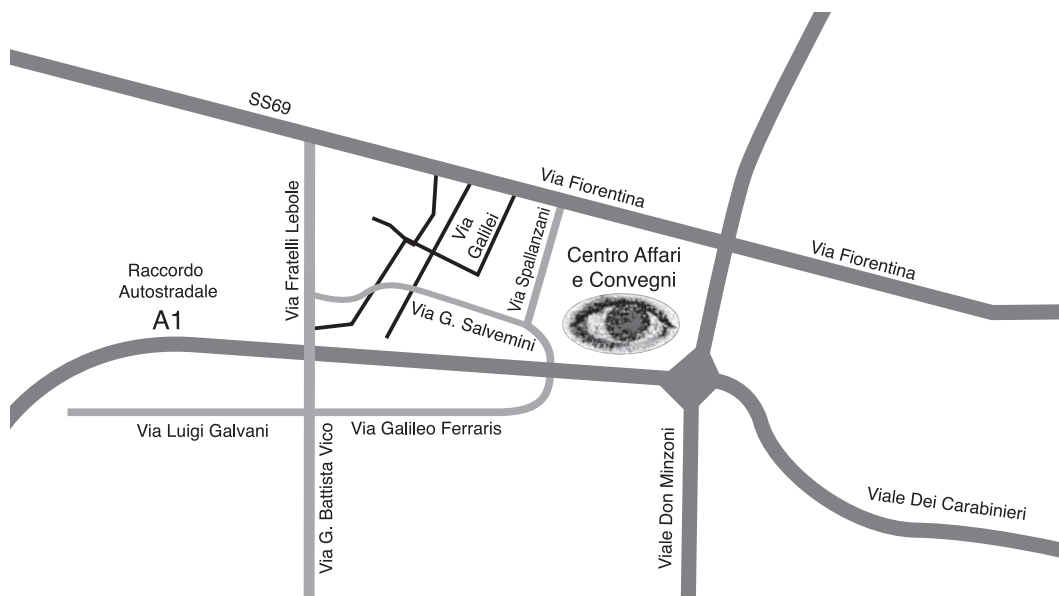 SS69
Via Fiorentina
Via Fiorentina
Via Fratelli Lebole
Via
Galilei
Via Spallanzani
Centro Affari
e Convegni
Raccordo
Autostradale
A1
Via G. Salvemini
Via Luigi Galvani
Via Galileo Ferraris
Via G. Battista Vico
Viale Don Minzoni
Viale Dei Carabinieri